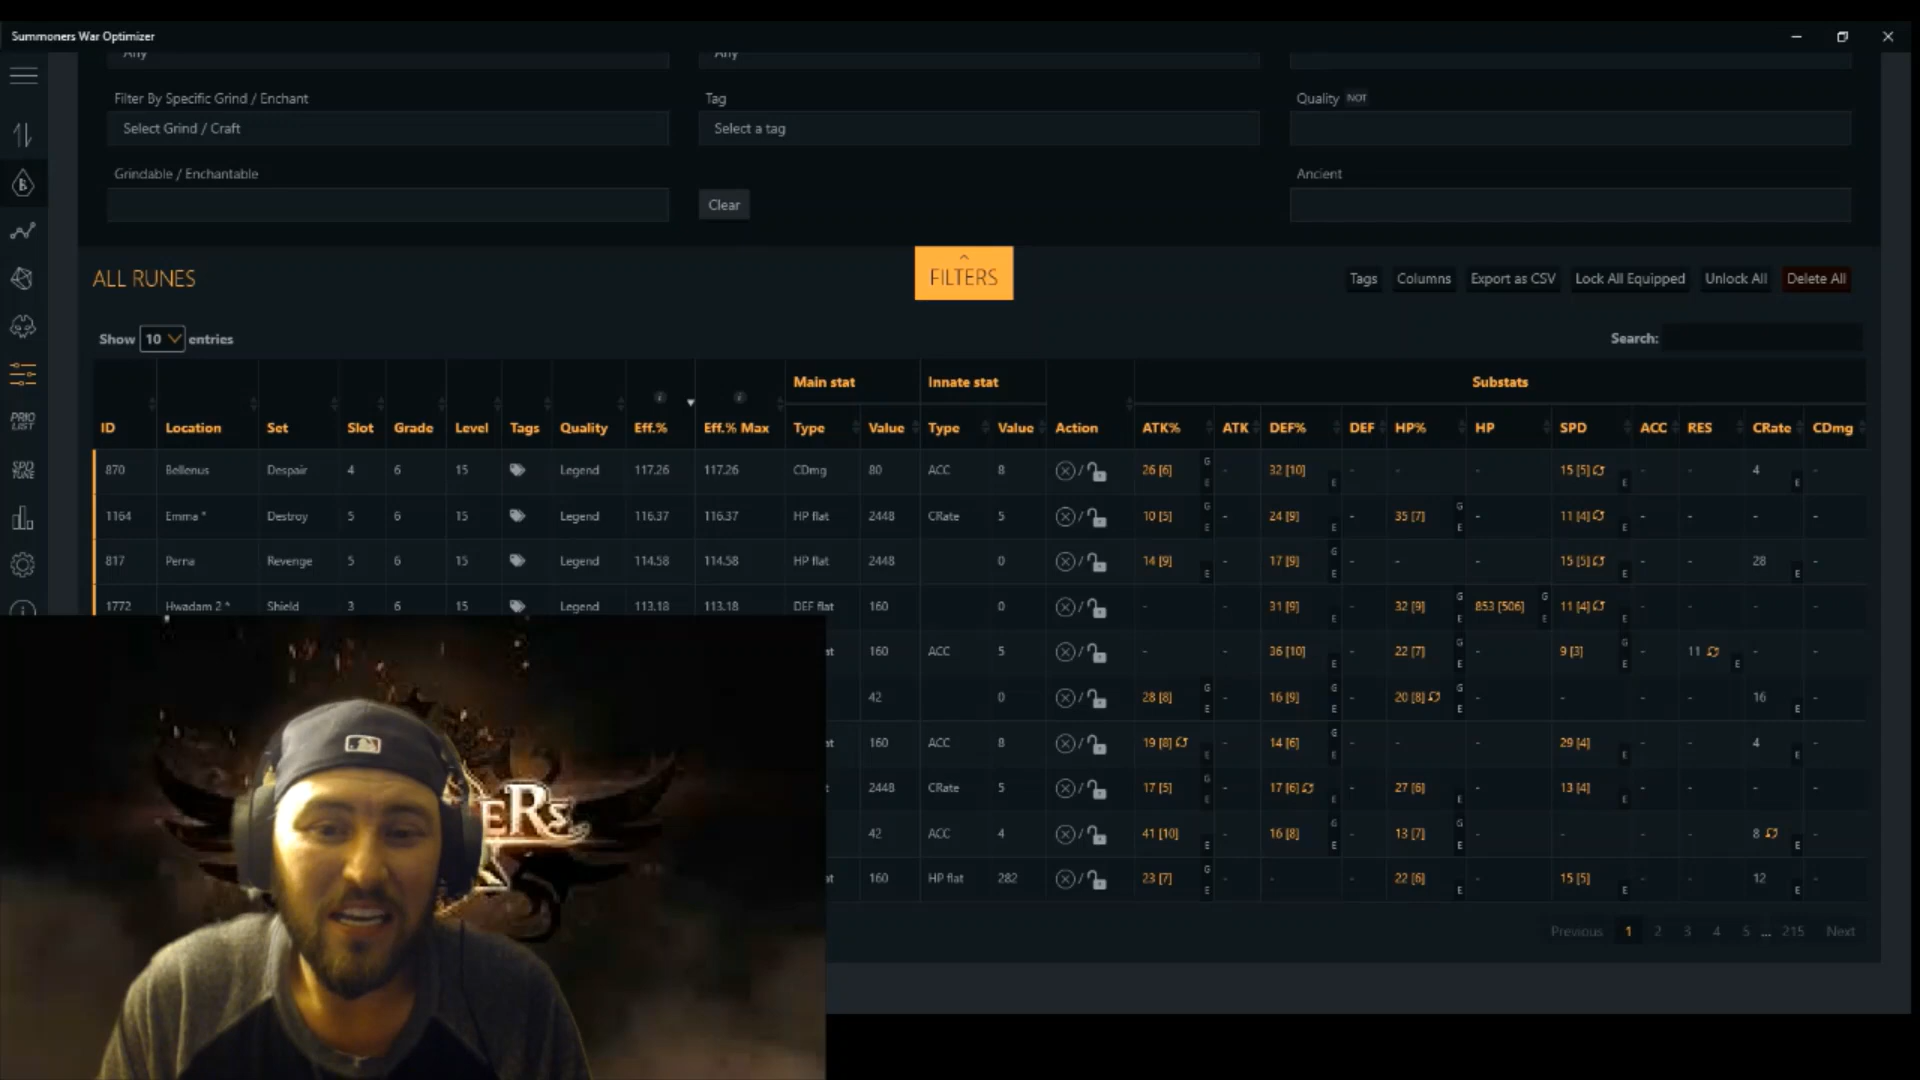 Summoners War Optimizer
Any Any
Filter By Specific Grind / Enchant Tag Quality NOT
Select Grind / Craft Select a tag
Grindable / Enchantable Ancient
Clear
ALL RUNES FILTERS Tags Columns Export as CSV Lock All Equipped Unlock All Delete All
Show 10 entries Search:
Main stat Innate stat Substats
ID Location Set Slot Grade Level Tags Quality Eff.% Eff.% Max Type Value Type Value Action ATK% ATK DEF% DEF HP% HP SPD ACC RES CRate CDmg
870 Bellenus Despair 4 6 15 Legend 117.26 117.26 CDmg 80 ACC 8 / 26 [6] G E - 32 [10] E - - - 15 [5] E - - 4 E -
1164 Emma * Destroy 5 6 15 Legend 116.37 116.37 HP flat 2448 CRate 5 / 10 [5] G E - 24 [9] E - 35 [7] G E - 11 [4] E - - - -
817 Perna Revenge 5 6 15 Legend 114.58 114.58 HP flat 2448 0 / 14 [9] E - 17 [9] G E - - - 15 [5] E - - 28 E -
1772 Hwadam 2 * Shield 3 6 15 Legend 113.18 113.18 DEF flat 160 0 / - - 31 [9] E - 32 [9] G E 853 [506] G E 11 [4] E - - - -
160 ACC 5 / - - 36 [10] E - 22 [7] G E - 9 [3] G E - 11 E - -
42 0 / 28 [8] G E - 16 [9] G E - 20 [8] G E - - - - 16 E -
160 ACC 8 / 19 [8] E - 14 [6] G E - - - 29 [4] E - - 4 E -
2448 CRate 5 / 17 [5] G E - 17 [6] E - 27 [6] E - 13 [4] E - - - -
42 ACC 4 / 41 [10] E - 16 [8] G E - 13 [7] G E - - - - 8 E -
160 HP flat 282 / 23 [7] G E - - - 22 [6] E - 15 [5] E - - 12 E -
Previous 1 2 3 4 5 ... 215 Next
PRIO
LIST
SPD
TUNE
ERs